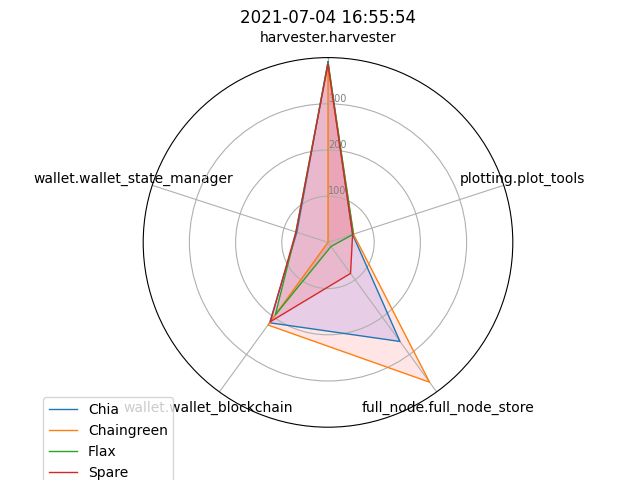 2021-07-04 16:55:54
harvester.harvester
300
wallet.wallet_state_manager
plotting.plot_tools
200
100
wallet.wallet_blockchain
full_node.full_node_store
Chia
Chaingreen
Flax
Spare